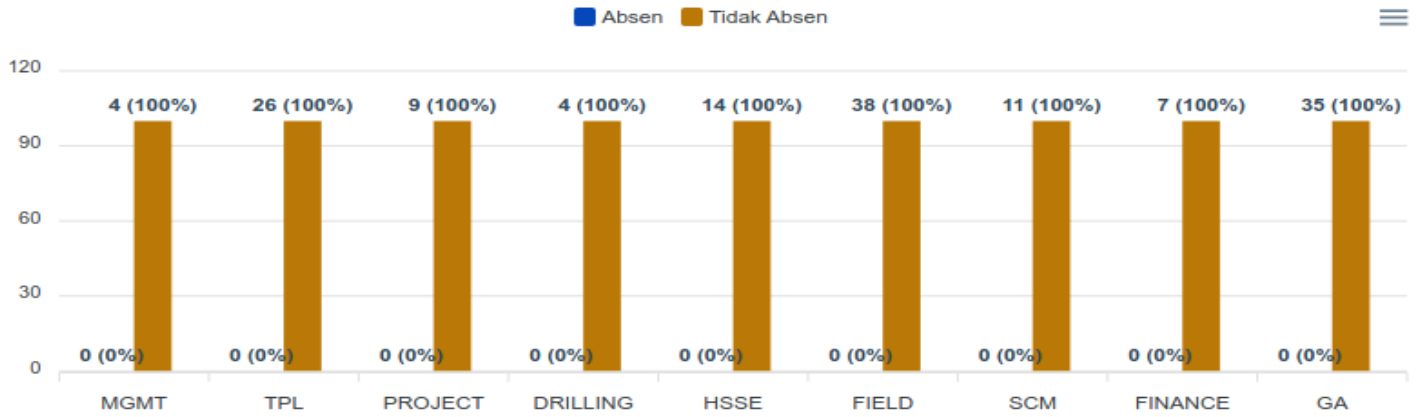 Absen Tidak Absen
120
4 (100%) 26 (100%) 9 (100%) 4 (100%) 14 (100%) 38 (100%) 11 (100%) 7 (100%) 35 (100%)
90
60
30
0 (0%) 0 (0%) 0 (0%) 0 (0%) 0 (0%) 0 (0%) 0 (0%) 0 (0%) 0 (0%)
0
MGMT TPL PROJECT DRILLING HSSE FIELD SCM FINANCE GA